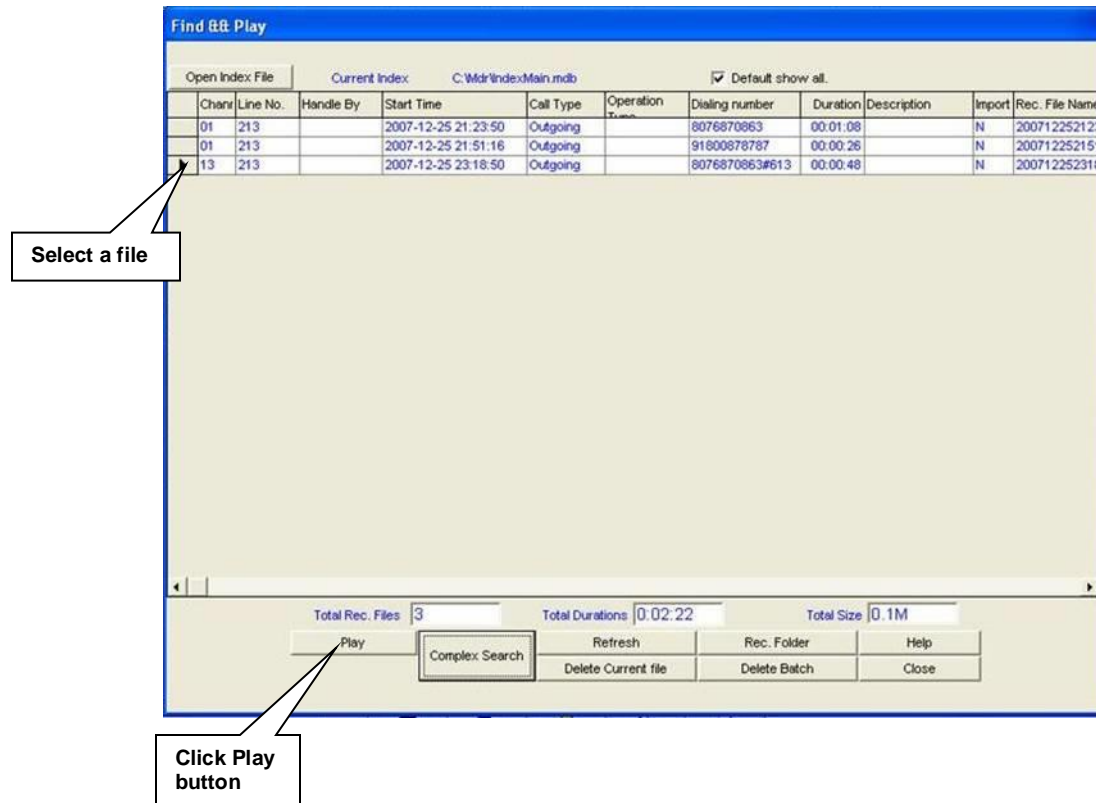 Find && Play
Open Index File Current Index C:\Mdr\IndexMain.mdb Default show all.
Chann Line No. Handle By Start Time Call Type Operation Dialing number Duration Description Import Rec. File Name
01 213 2007-12-25 21:23:50 Outgoing 8076870863 00:01:08 N 200712252123
01 213 2007-12-25 21:51:16 Outgoing 91800878787 00:00:26 N 200712252151
13 213 2007-12-25 23:18:50 Outgoing 8076870863#613 00:00:48 N 200712252318
Select a file
Total Rec. Files 3 Total Durations 0:02:22 Total Size 0.1M
Play Complex Search Refresh Rec. Folder Help
Delete Current file Delete Batch Close
Click Play
button